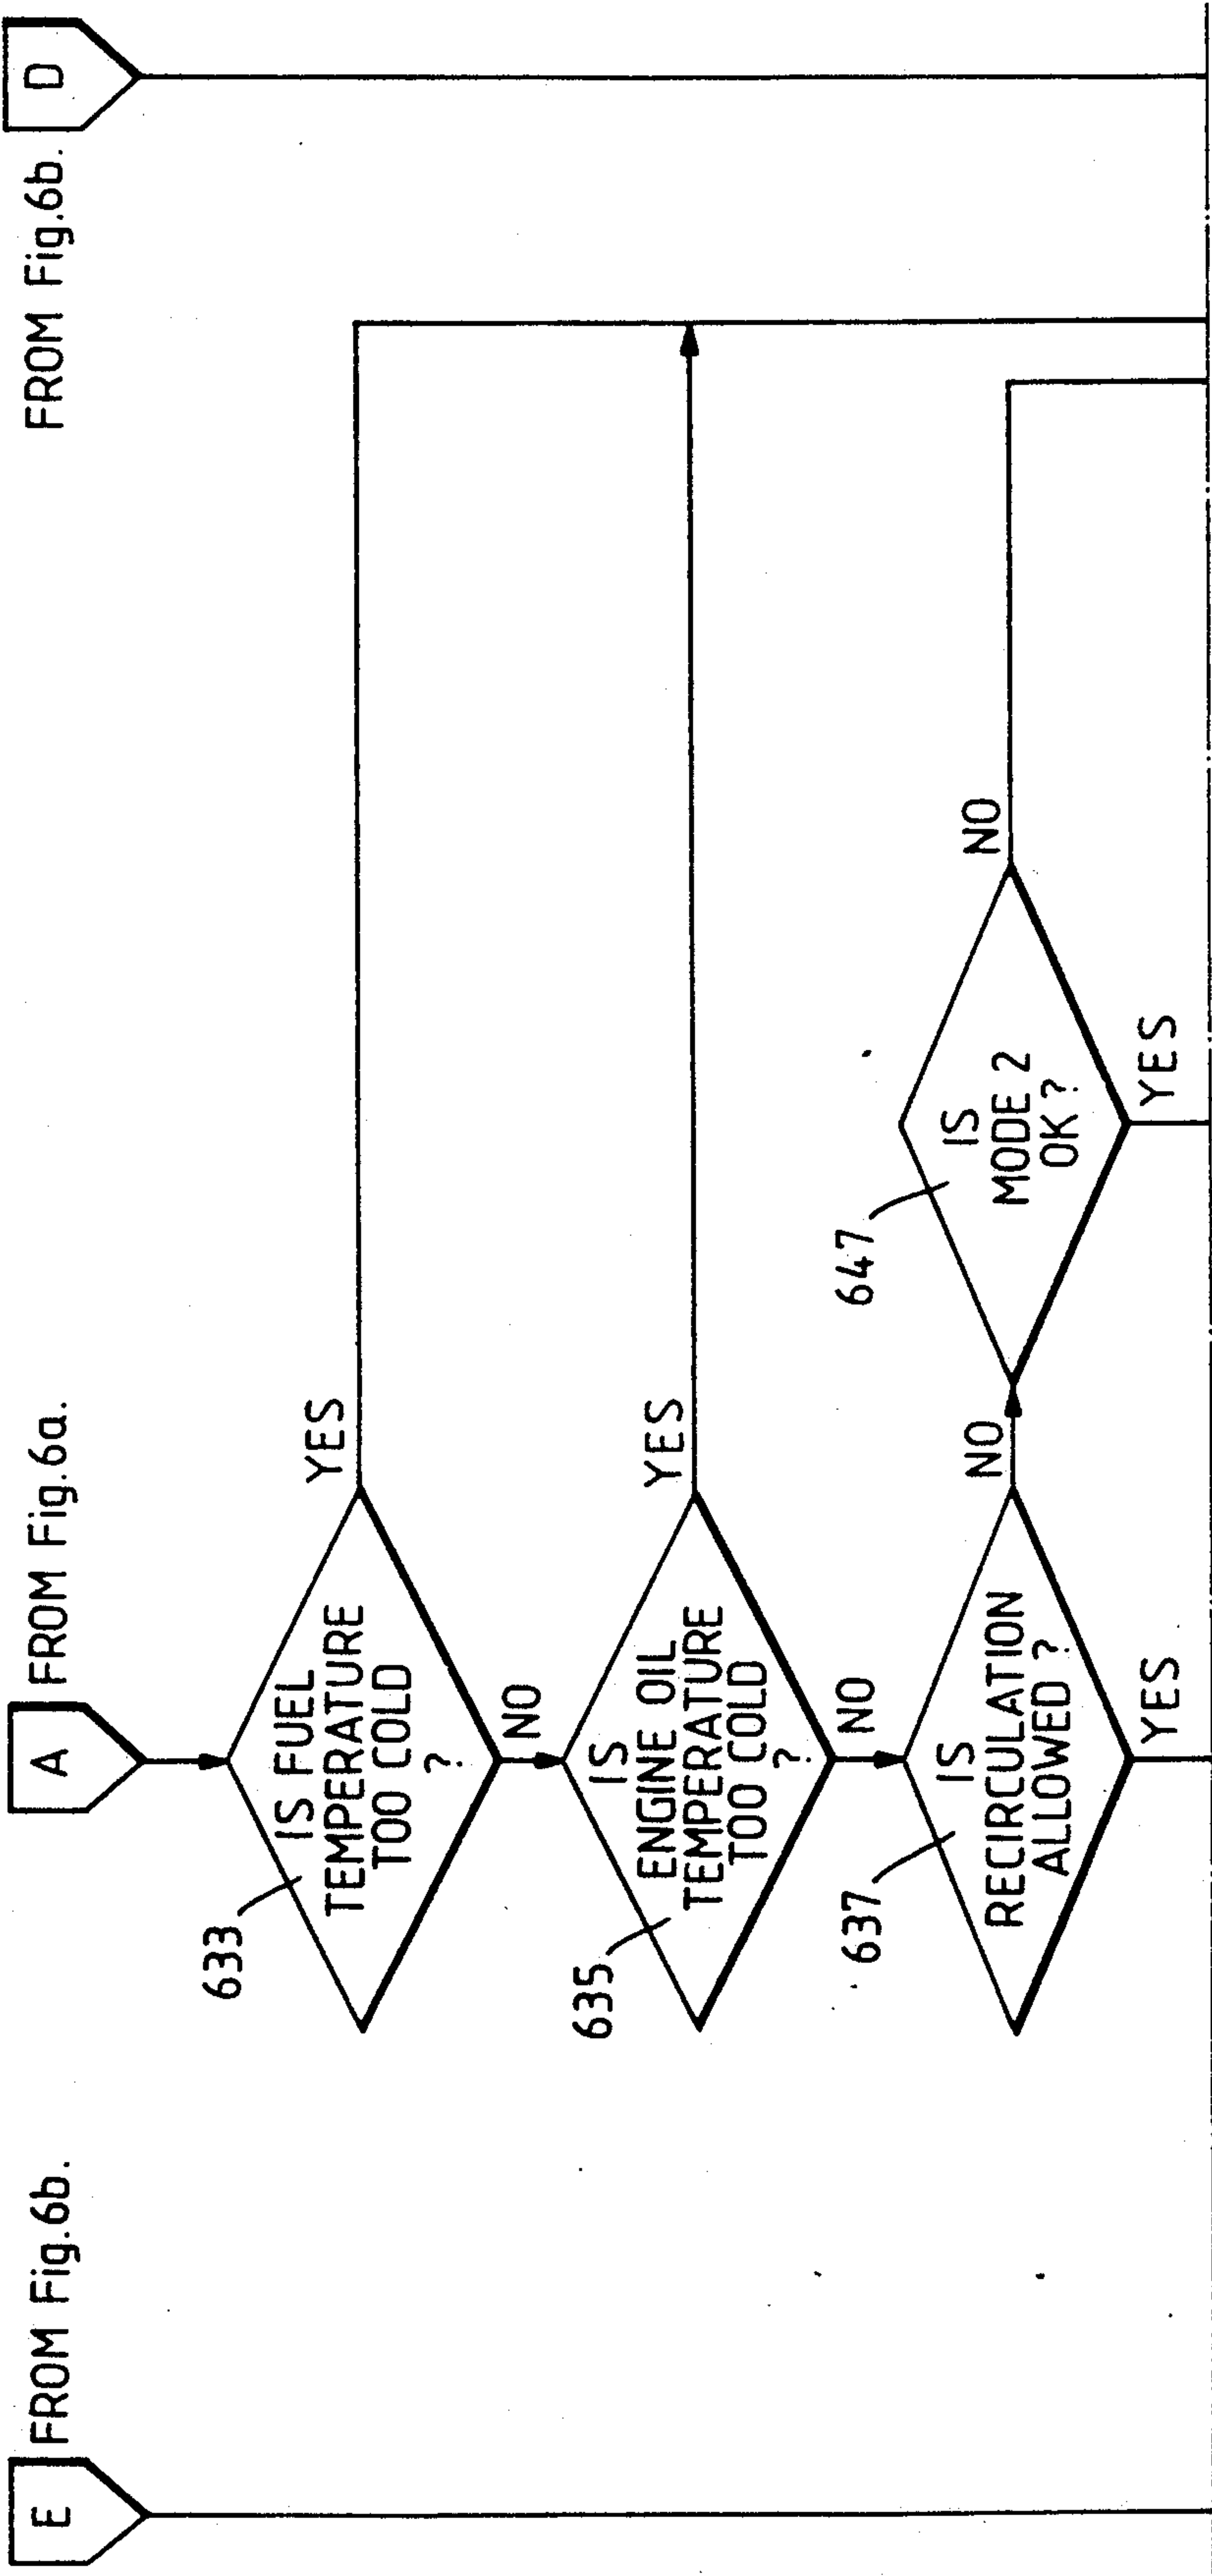 E
FROM Fig.6b.
A
FROM Fig.6a.
FROM Fig.6b.
D
633
IS FUEL
TEMPERATURE
TOO COLD
?
YES
NO
635
IS
ENGINE OIL
TEMPERATURE
TOO COLD
?
YES
NO
637
IS
RECIRCULATION
ALLOWED ?
NO
YES
647
IS
MODE 2
OK ?
NO
YES